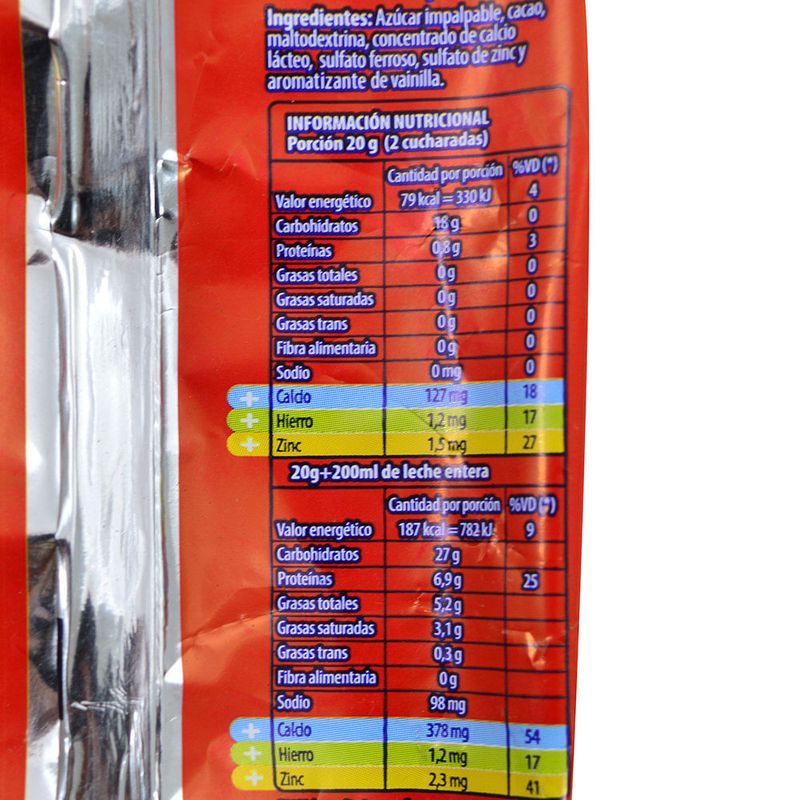 Ingredientes: Azúcar impalpable, cacao,
maltodextrina, concentrado de calcio
lácteo, sulfato ferroso, sulfato de zinc y
aromatizante de vainilla.
INFORMACIÓN NUTRICIONAL
Porción 20 g (2 cucharadas)
Cantidad por porción %VD (*)
Valor energético 79 kcal = 330 kJ 4
Carbohidratos 18 g 0
Proteínas 0,8 g 3
Grasas totales 0 g 0
Grasas saturadas 0 g 0
Grasas trans 0 g 0
Fibra alimentaria 0 g 0
Sodio 0 mg 0
+ Calcio 127 mg 18
+ Hierro 1,2 mg 17
+ Zinc 1,5 mg 27
20g+200ml de leche entera
Cantidad por porción %VD (*)
Valor energético 187 kcal = 782 kJ 9
Carbohidratos 27 g
Proteínas 6,9 g 25
Grasas totales 5,2 g
Grasas saturadas 3,1 g
Grasas trans 0,3 g
Fibra alimentaria 0 g
Sodio 98 mg
+ Calcio 378 mg 54
+ Hierro 1,2 mg 17
+ Zinc 2,3 mg 41